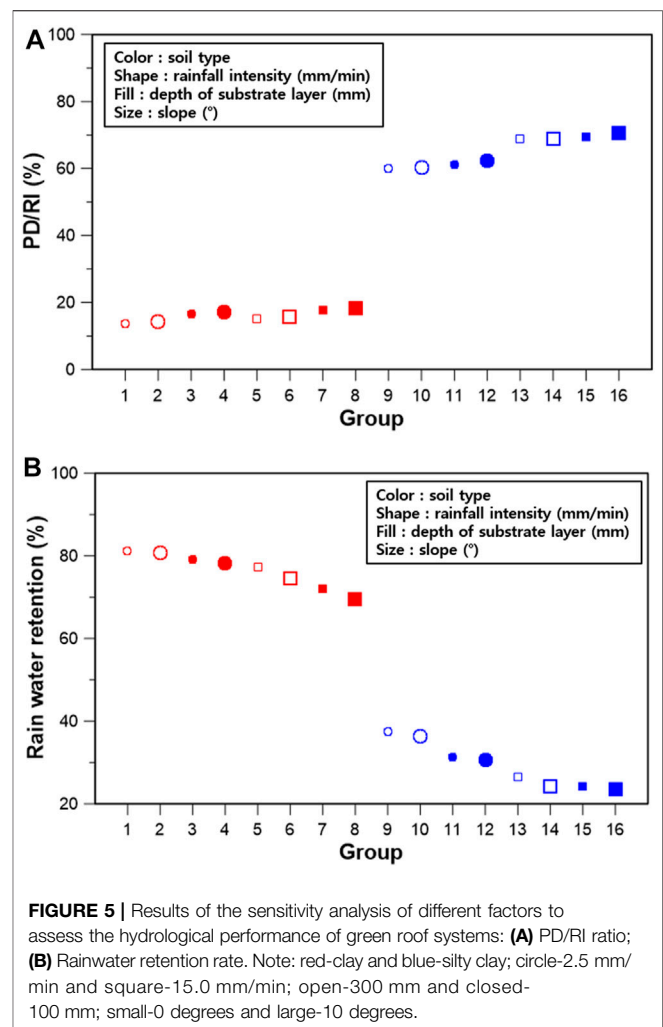 A
Color : soil type
Shape : rainfall intensity (mm/min)
Fill : depth of substrate layer (mm)
Size : slope (°)
PD/RI (%)
100
80
60
40
20
0
1 2 3 4 5 6 7 8 9 10 11 12 13 14 15 16
Group
B
Color : soil type
Shape : rainfall intensity (mm/min)
Fill : depth of substrate layer (mm)
Size : slope (°)
Rain water retention (%)
100
80
60
40
20
1 2 3 4 5 6 7 8 9 10 11 12 13 14 15 16
Group
FIGURE 5 | Results of the sensitivity analysis of different factors to
assess the hydrological performance of green roof systems: (A) PD/RI ratio;
(B) Rainwater retention rate. Note: red-clay and blue-silty clay; circle-2.5 mm/
min and square-15.0 mm/min; open-300 mm and closed-
100 mm; small-0 degrees and large-10 degrees.